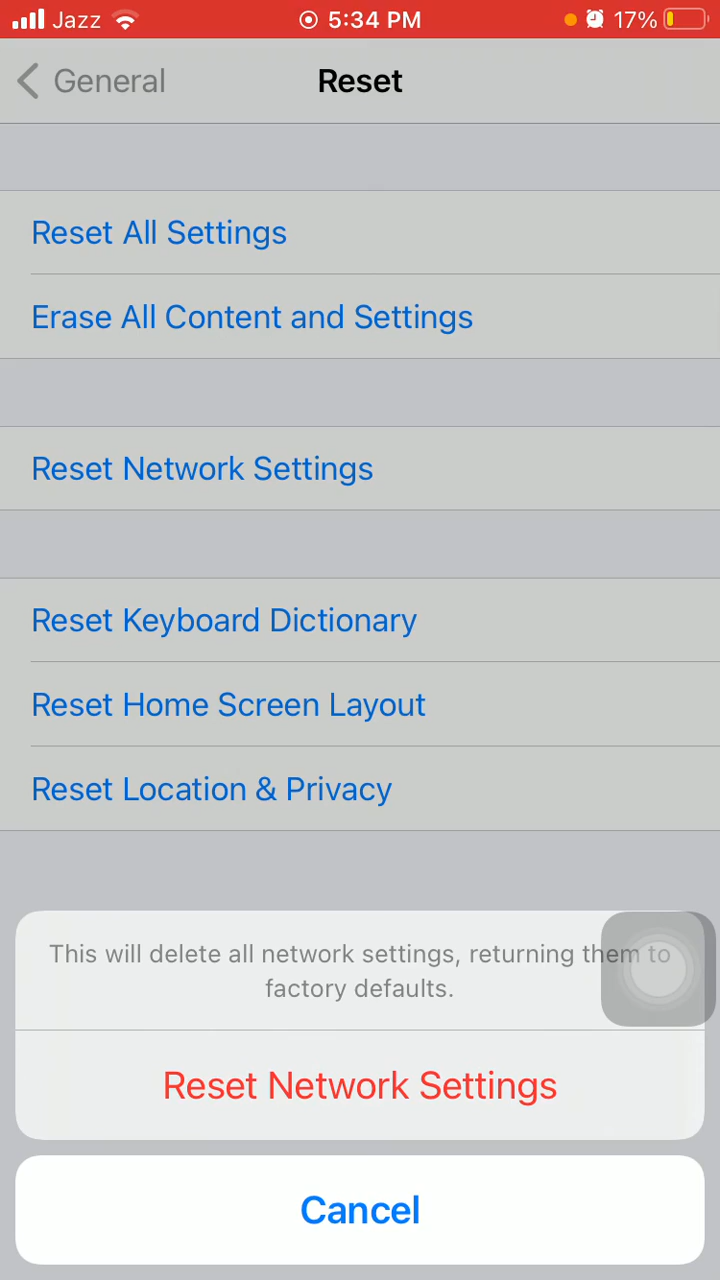 Jazz 5:34 PM 17%
General Reset
Reset All Settings
Erase All Content and Settings
Reset Network Settings
Reset Keyboard Dictionary
Reset Home Screen Layout
Reset Location & Privacy
This will delete all network settings, returning them to
factory defaults.
Reset Network Settings
Cancel